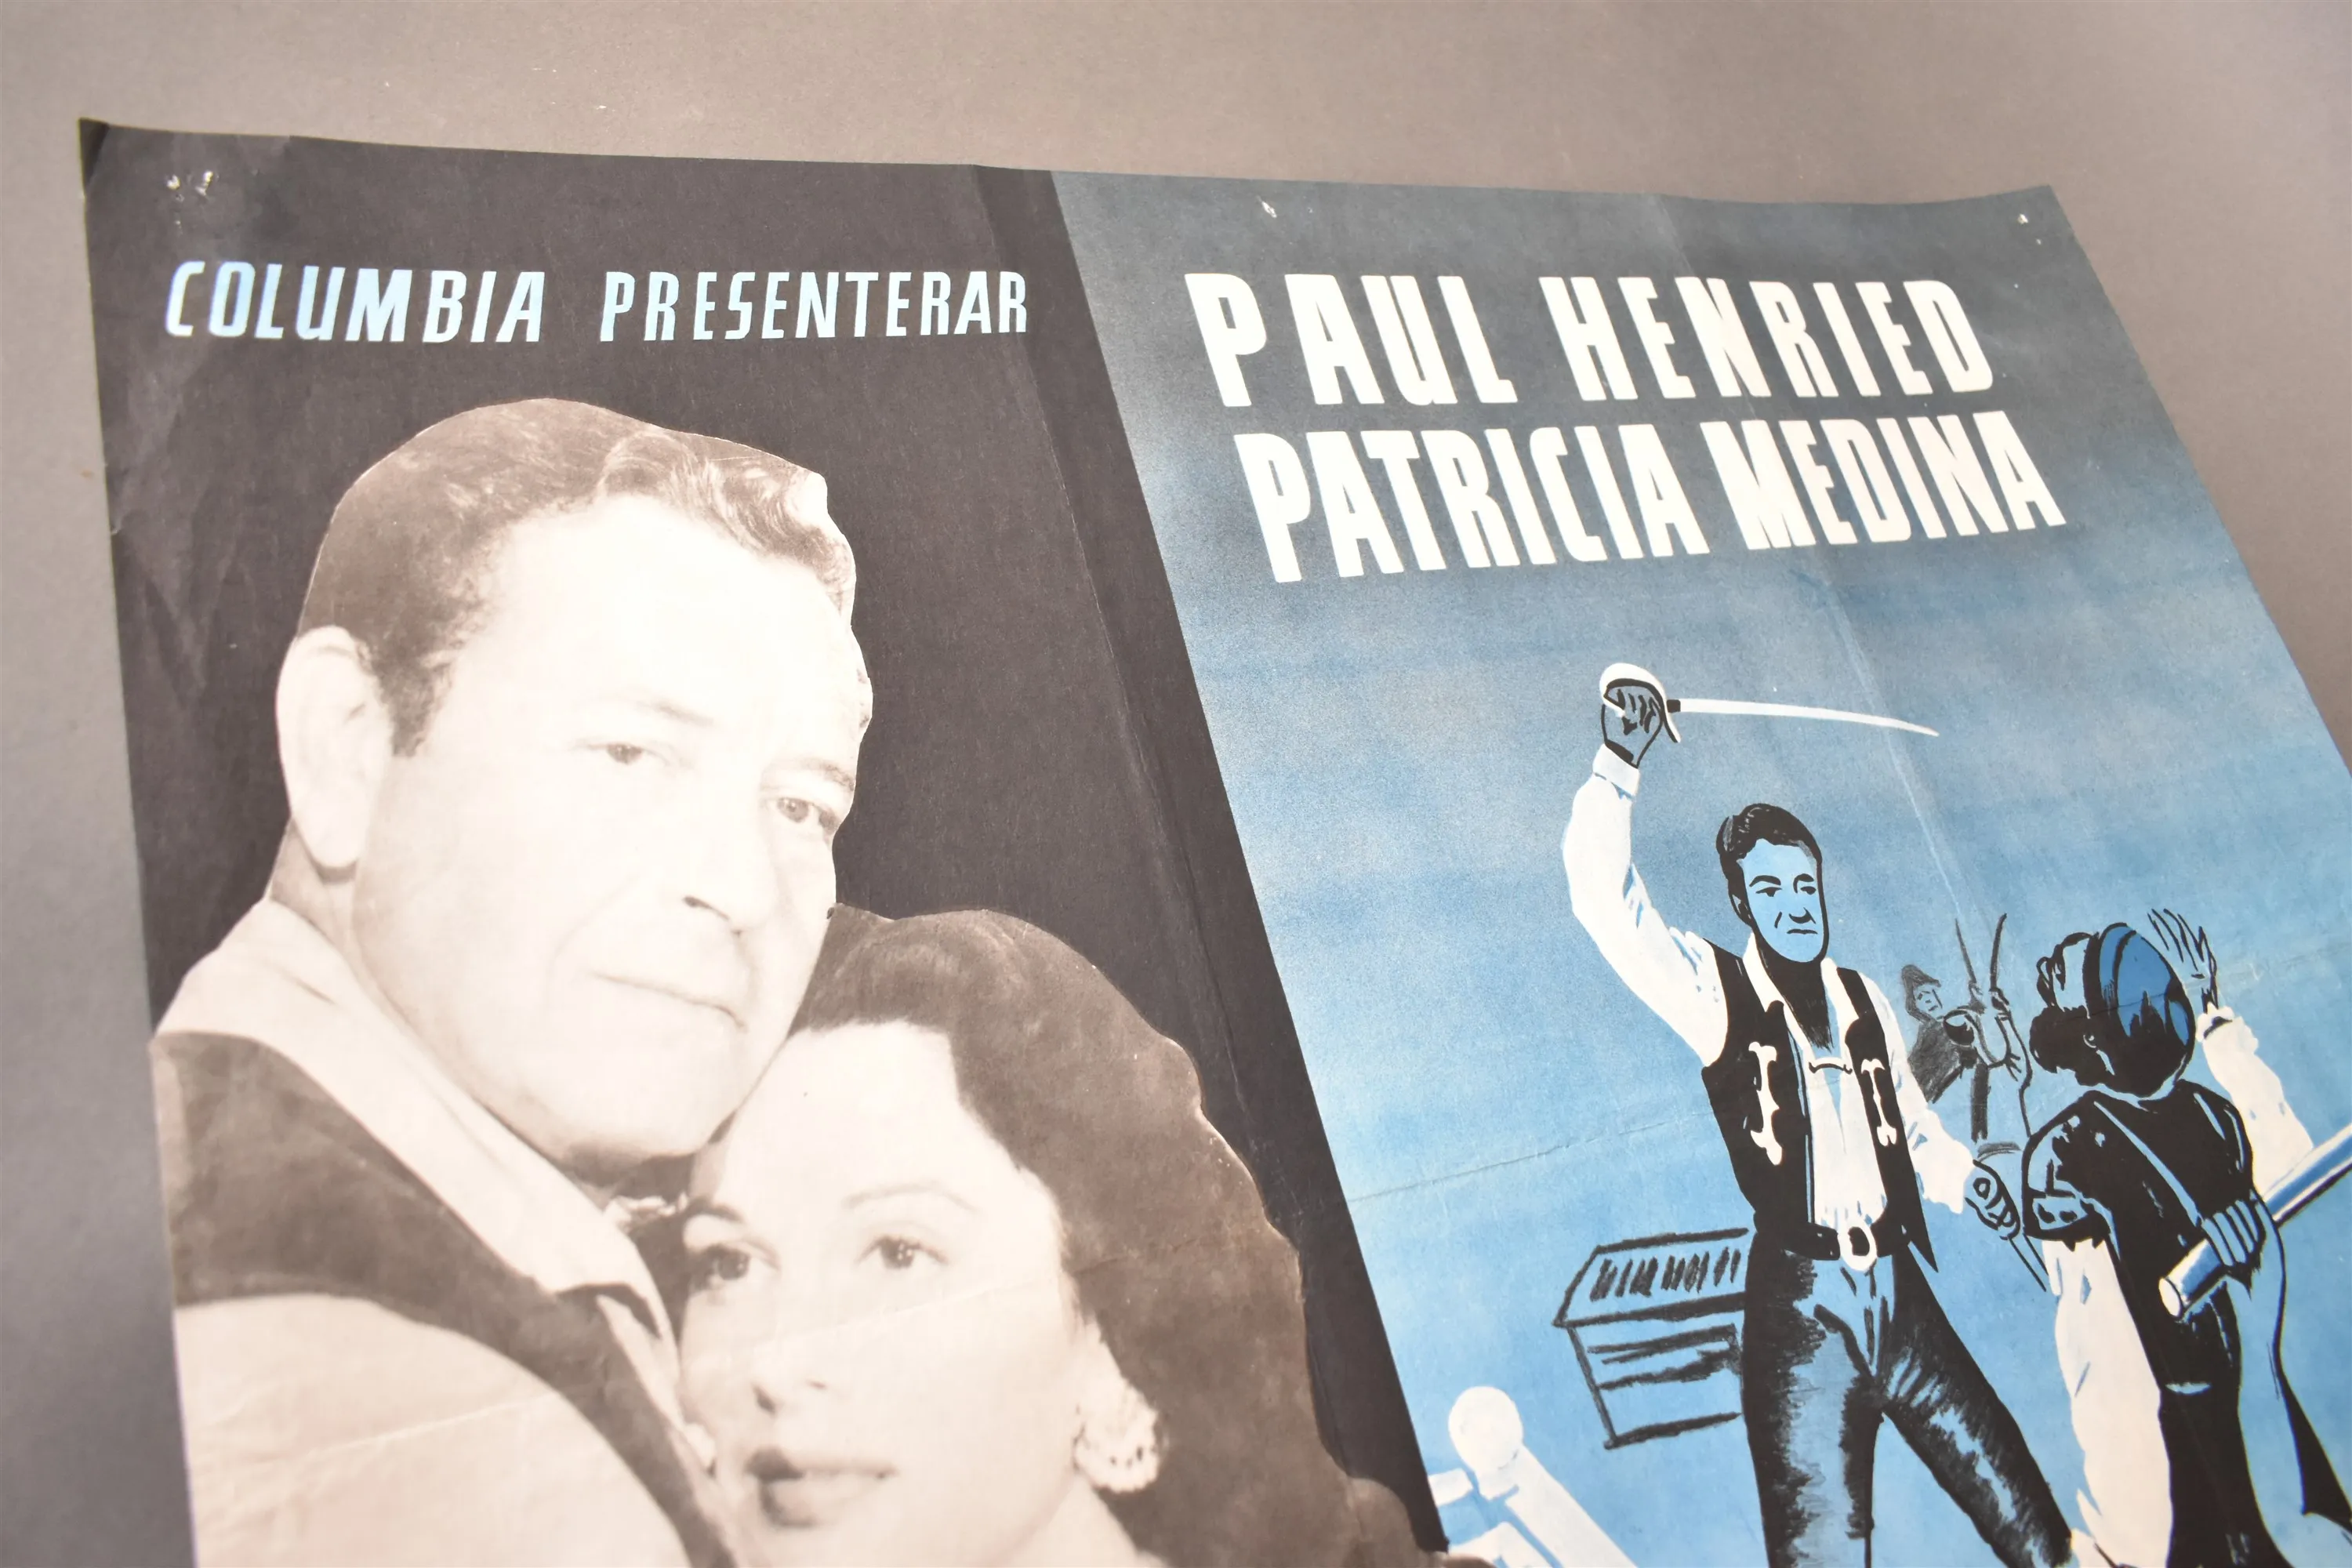 COLUMBIA PRESENTERAR
PAUL HENRIED
PATRICIA MEDINA